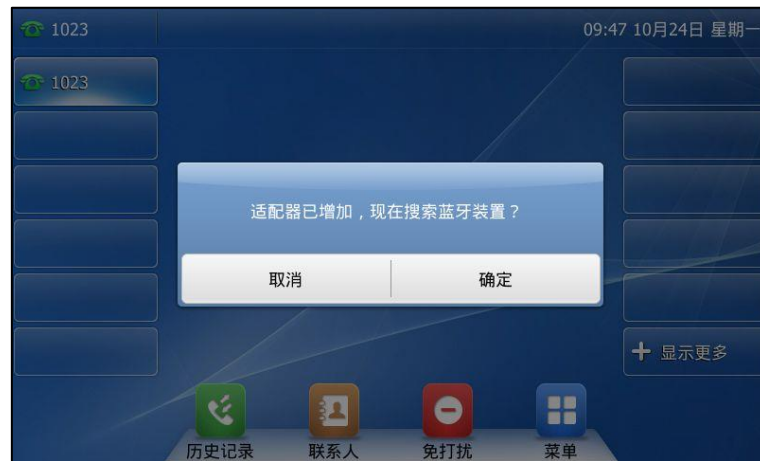 1023
09:47 10月24日 星期一
1023
适配器已增加，现在搜索蓝牙装置？
取消
确定
显示更多
历史记录
联系人
免打扰
菜单